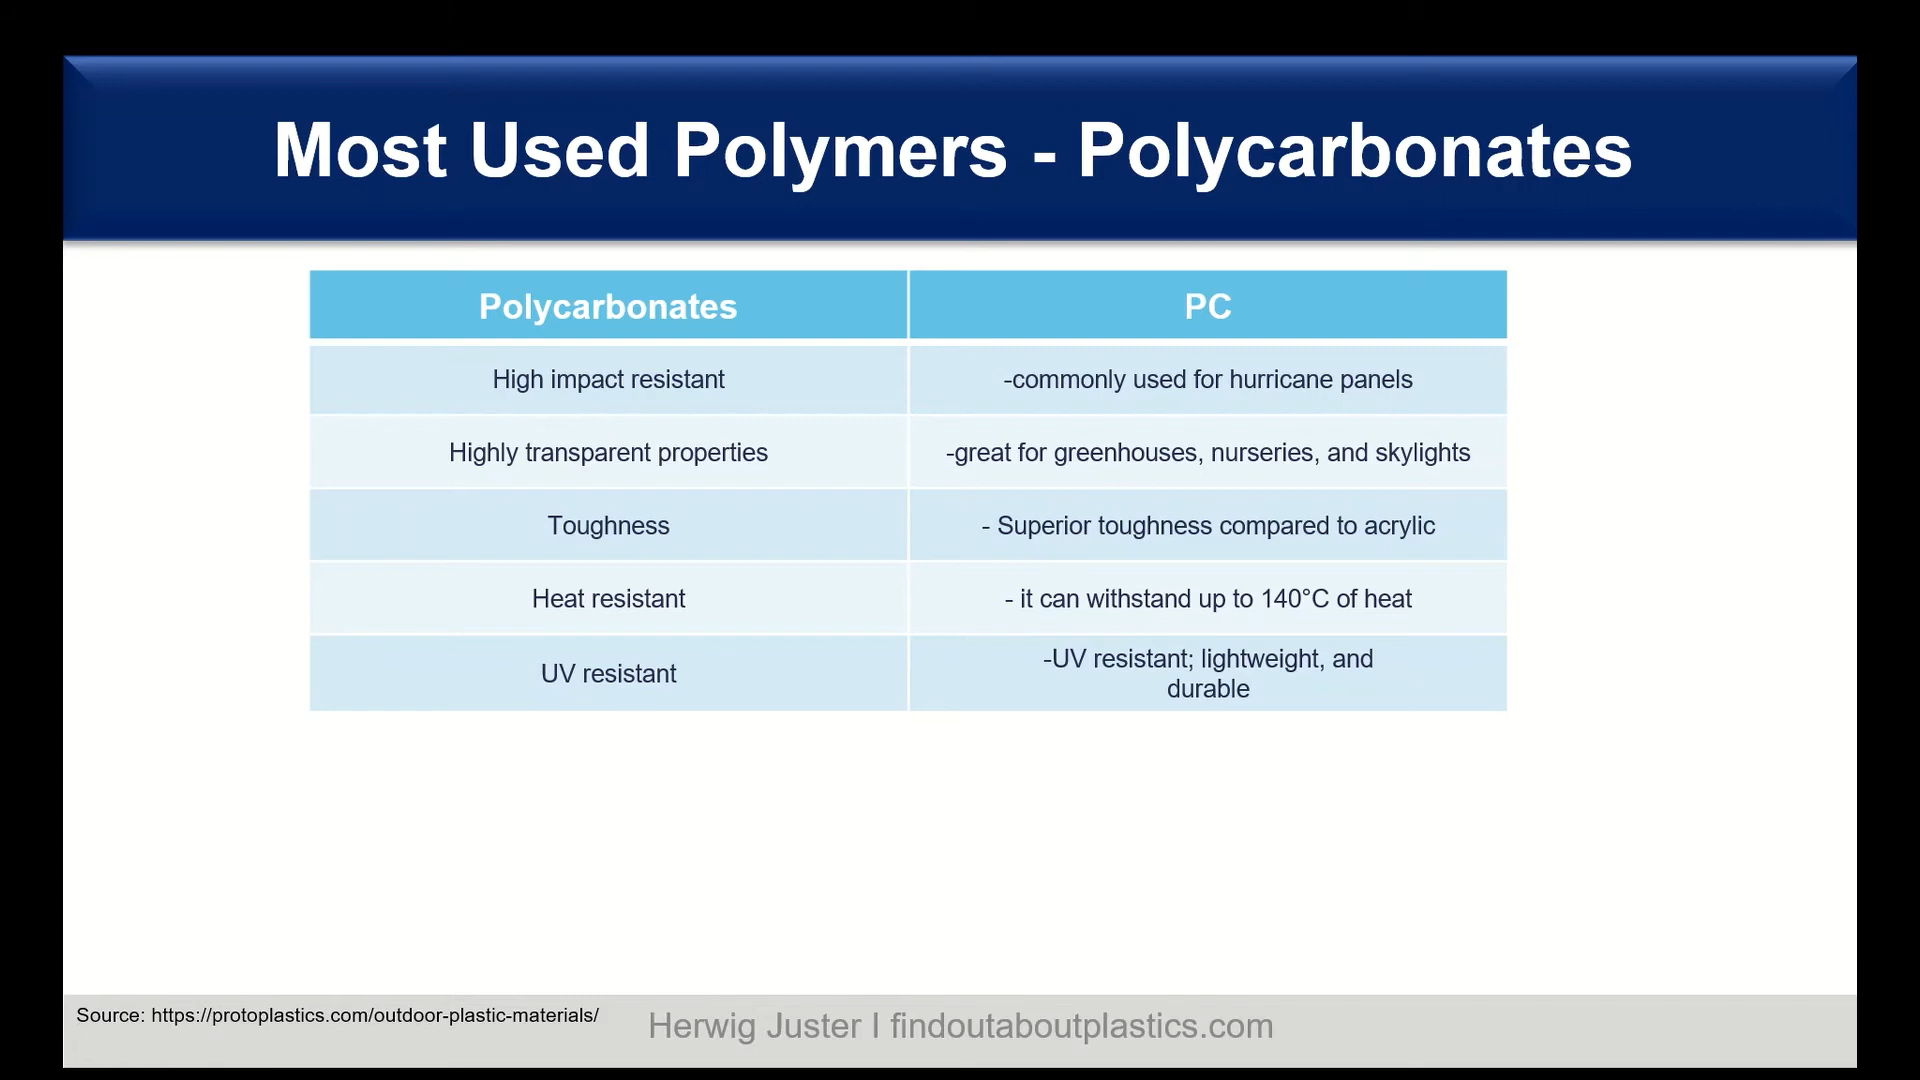 Most Used Polymers - Polycarbonates
Polycarbonates
PC
High impact resistant
-commonly used for hurricane panels
Highly transparent properties
-great for greenhouses, nurseries, and skylights
Toughness
- Superior toughness compared to acrylic
Heat resistant
- it can withstand up to 140°C of heat
UV resistant
-UV resistant; lightweight, and
durable
Source: https://protoplastics.com/outdoor-plastic-materials/
Herwig Juster I findoutaboutplastics.com